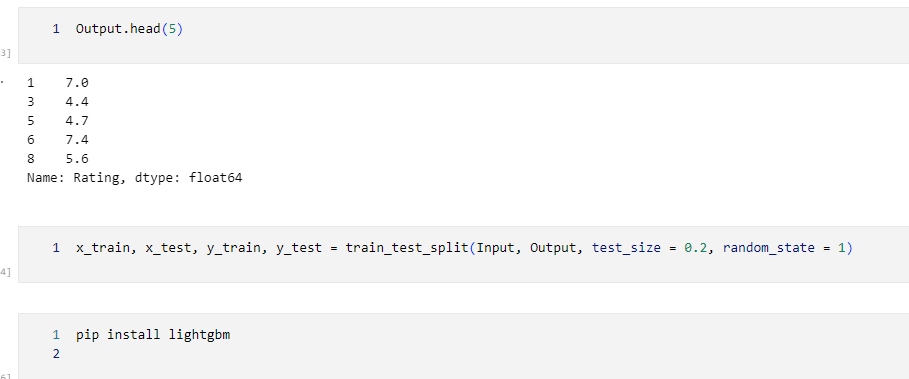 1 Output.head(5)
3]
1 7.0
3 4.4
5 4.7
6 7.4
8 5.6
Name: Rating, dtype: float64
1 x_train, x_test, y_train, y_test = train_test_split(Input, Output, test_size = 0.2, random_state = 1)
4]
1 pip install lightgbm
2
6]